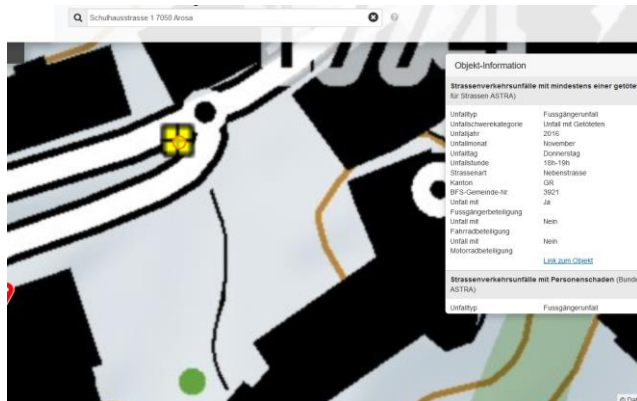 Schulhausstrasse 1 7050 Arosa
Objekt-Information
Strassenverkehrsunfälle mit mindestens einer getötete
für Strassen ASTRA)
Unfalltyp Fussgängerunfall
Unfallschwerekategorie Unfall mit Getöteten
Unfalljahr 2016
Unfallmonat November
Unfalltag Donnerstag
Unfallstunde 18h-19h
Strassenart Nebenstrasse
Kanton GR
BFS-Gemeinde-Nr. 3921
Unfall mit Ja
Fussgängerbeteiligung
Unfall mit Nein
Fahrradbeteiligung
Unfall mit Nein
Motorradbeteiligung
Link zum Objekt
Strassenverkehrsunfälle mit Personenschaden (Bunde
ASTRA)
Unfalltyp Fussgängerunfall
© Dat